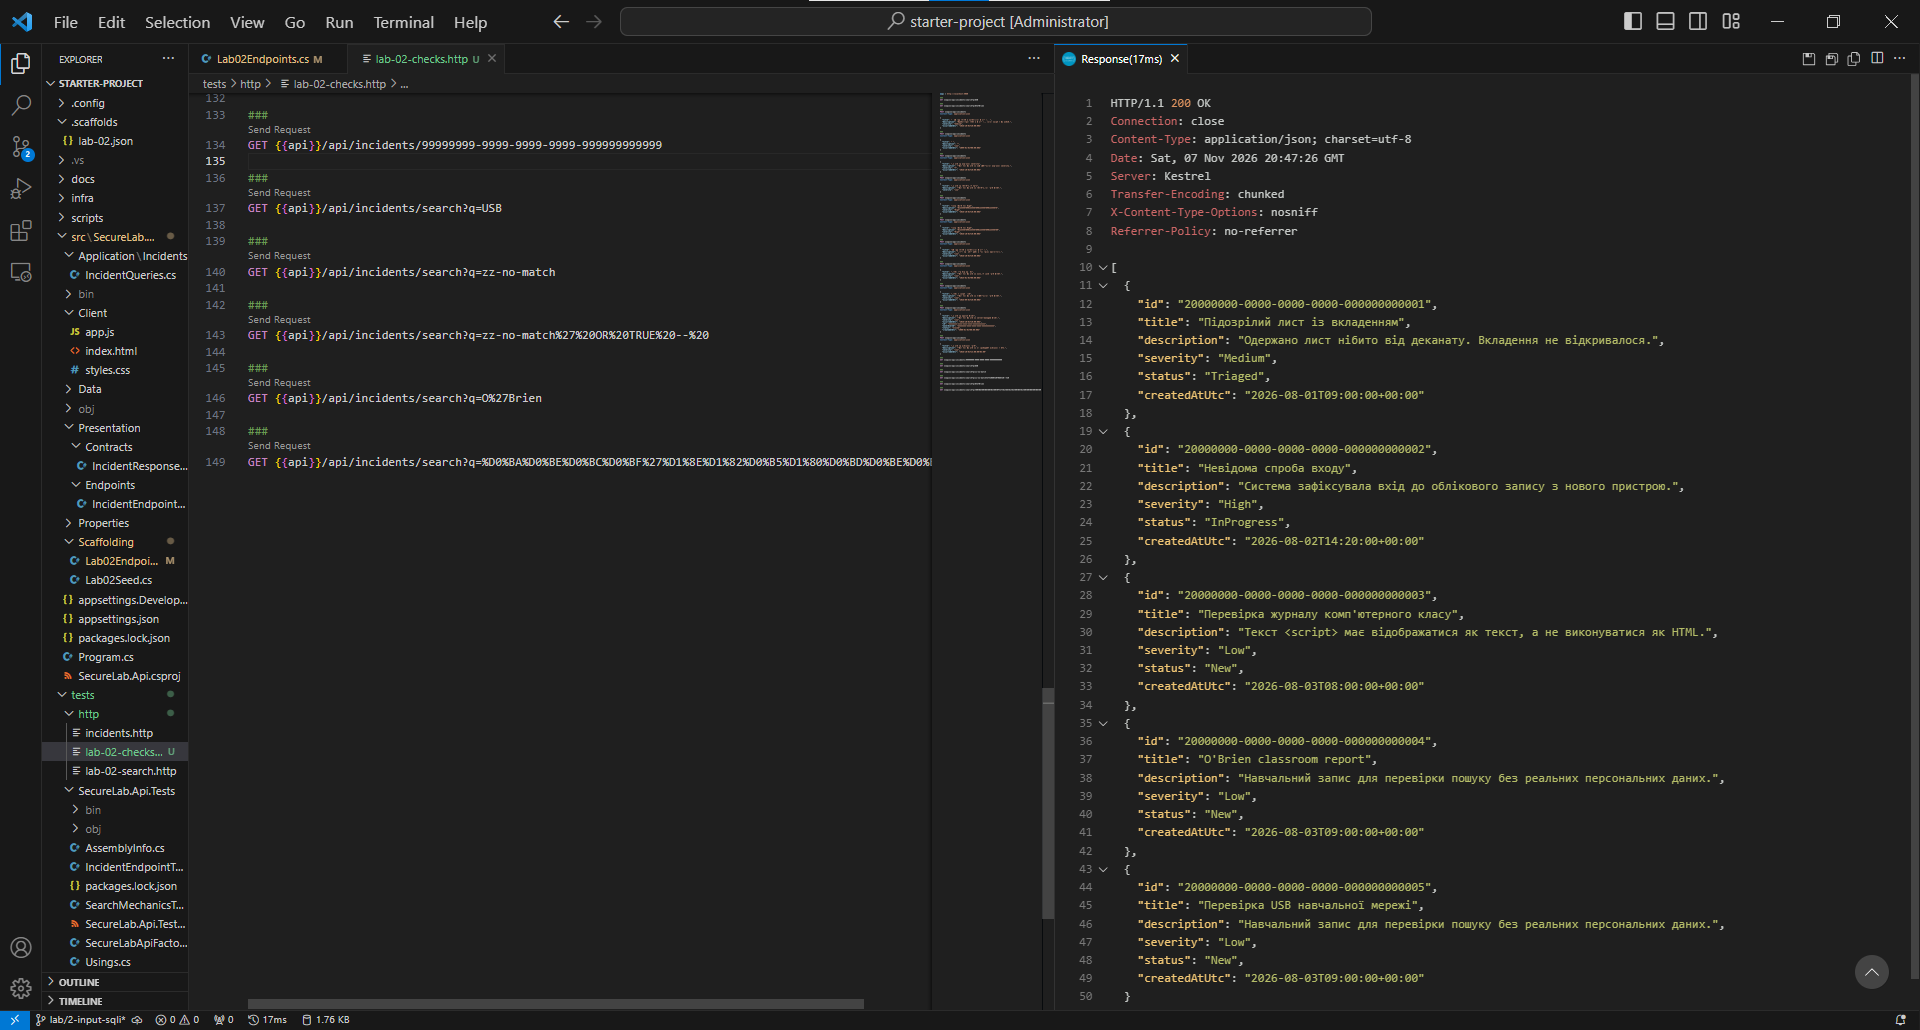 File Edit Selection View Go Run Terminal Help
starter-project [Administrator]
EXPLORER
STARTER-PROJECT
.config
.scaffolds
lab-02.json
.vs
docs
infra
scripts
src\SecureLab....
Application\Incidents
IncidentQueries.cs
bin
Client
app.js
index.html
styles.css
Data
obj
Presentation
Contracts
IncidentResponse...
Endpoints
IncidentEndpoint...
Properties
Scaffolding
Lab02Endpoi... M
Lab02Seed.cs
appsettings.Develop...
appsettings.json
packages.lock.json
Program.cs
SecureLab.Api.csproj
tests
http
incidents.http
lab-02-checks... U
lab-02-search.http
SecureLab.Api.Tests
bin
obj
AssemblyInfo.cs
IncidentEndpointT...
packages.lock.json
SearchMechanicsT...
SecureLab.Api.Test...
SecureLabApiFacto...
Usings.cs
OUTLINE
TIMELINE
Lab02Endpoints.cs M
lab-02-checks.http U
tests > http > lab-02-checks.http > ...
132
133 ###
Send Request
134 GET {{api}}/api/incidents/99999999-9999-9999-9999-999999999999
135
136 ###
Send Request
137 GET {{api}}/api/incidents/search?q=USB
138
139 ###
Send Request
140 GET {{api}}/api/incidents/search?q=zz-no-match
141
142 ###
Send Request
143 GET {{api}}/api/incidents/search?q=zz-no-match%27%20OR%20TRUE%20--%20
144
145 ###
Send Request
146 GET {{api}}/api/incidents/search?q=O%27Brien
147
148 ###
Send Request
149 GET {{api}}/api/incidents/search?q=%D0%BA%D0%BE%D0%BC%D0%BF%27%D1%8E%D1%82%D0%B5%D1%80%D0%BD%D0%BE%D0%
Response(17ms)
1 HTTP/1.1 200 OK
2 Connection: close
3 Content-Type: application/json; charset=utf-8
4 Date: Sat, 07 Nov 2026 20:47:26 GMT
5 Server: Kestrel
6 Transfer-Encoding: chunked
7 X-Content-Type-Options: nosniff
8 Referrer-Policy: no-referrer
9
10 [
11 {
12 "id": "20000000-0000-0000-0000-000000000001",
13 "title": "Підозрілий лист із вкладенням",
14 "description": "Одержано лист нібито від деканату. Вкладення не відкривалося.",
15 "severity": "Medium",
16 "status": "Triaged",
17 "createdAtUtc": "2026-08-01T09:00:00+00:00"
18 },
19 {
20 "id": "20000000-0000-0000-0000-000000000002",
21 "title": "Невідома спроба входу",
22 "description": "Система зафіксувала вхід до облікового запису з нового пристрою.",
23 "severity": "High",
24 "status": "InProgress",
25 "createdAtUtc": "2026-08-02T14:20:00+00:00"
26 },
27 {
28 "id": "20000000-0000-0000-0000-000000000003",
29 "title": "Перевірка журналу комп'ютерного класу",
30 "description": "Текст <script> має відображатися як текст, а не виконуватися як HTML.",
31 "severity": "Low",
32 "status": "New",
33 "createdAtUtc": "2026-08-03T08:00:00+00:00"
34 },
35 {
36 "id": "20000000-0000-0000-0000-000000000004",
37 "title": "O'Brien classroom report",
38 "description": "Навчальний запис для перевірки пошуку без реальних персональних даних.",
39 "severity": "Low",
40 "status": "New",
41 "createdAtUtc": "2026-08-03T09:00:00+00:00"
42 },
43 {
44 "id": "20000000-0000-0000-0000-000000000005",
45 "title": "Перевірка USB навчальної мережі",
46 "description": "Навчальний запис для перевірки пошуку без реальних персональних даних.",
47 "severity": "Low",
48 "status": "New",
49 "createdAtUtc": "2026-08-03T09:00:00+00:00"
50 }
2
lab/2-input-sqli* 0 0 0 17ms 1.76 KB